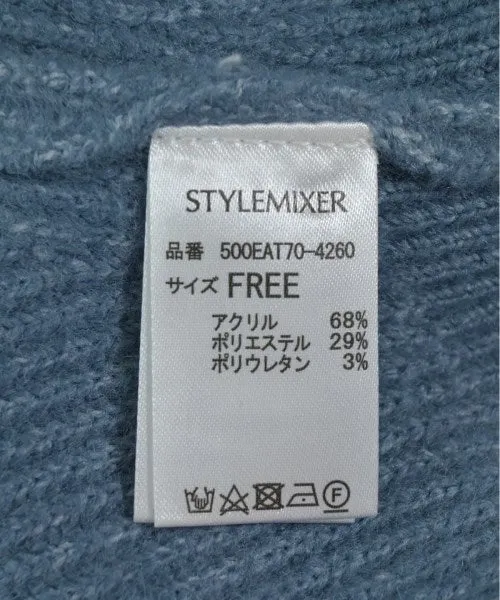 STYLEMIXER
品番 500EAT70-4260
サイズ FREE
アクリル 68%
ポリエステル 29%
ポリウレタン 3%
F